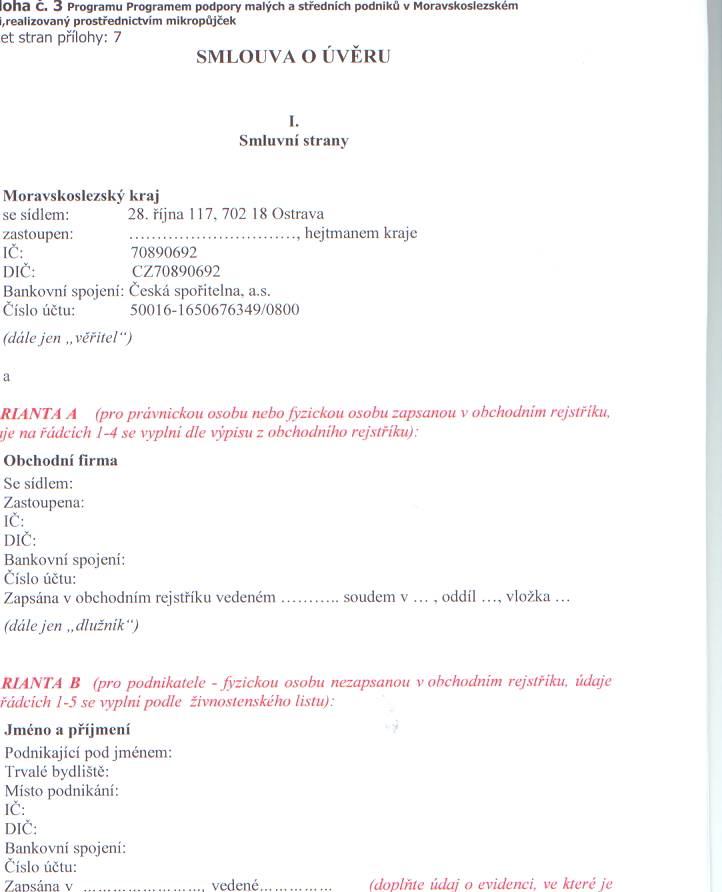 loha č. 3 Programu Programem podpory malých a středních podniků v Moravskoslezském
i,realizovaný prostřednictvím mikropůjček
et stran přílohy: 7
SMLOUVA O ÚVĚRU
I.
Smluvní strany
Moravskoslezský kraj
se sídlem: 28. října 117, 702 18 Ostrava
zastoupen: …………………………, hejtmanem kraje
IČ: 70890692
DIČ: CZ70890692
Bankovní spojení: Česká spořitelna, a.s.
Číslo účtu: 50016-1650676349/0800
(dále jen „věřitel“)
a
RIANTA A (pro právnickou osobu nebo fyzickou osobu zapsanou v obchodním rejstříku,
aje na řádcích 1-4 se vyplní dle výpisu z obchodního rejstříku):
Obchodní firma
Se sídlem:
Zastoupena:
IČ:
DIČ:
Bankovní spojení:
Číslo účtu:
Zapsána v obchodním rejstříku vedeném ……….. soudem v … , oddíl …, vložka …
(dále jen „dlužník“)
RIANTA B (pro podnikatele - fyzickou osobu nezapsanou v obchodním rejstříku, údaje
řádcích 1-5 se vyplní podle živnostenského listu):
Jméno a příjmení
Podnikající pod jménem:
Trvalé bydliště:
Místo podnikání:
IČ:
DIČ:
Bankovní spojení:
Číslo účtu:
Zapsána v ……………………, vedené…………… (doplňte údaj o evidenci, ve které je